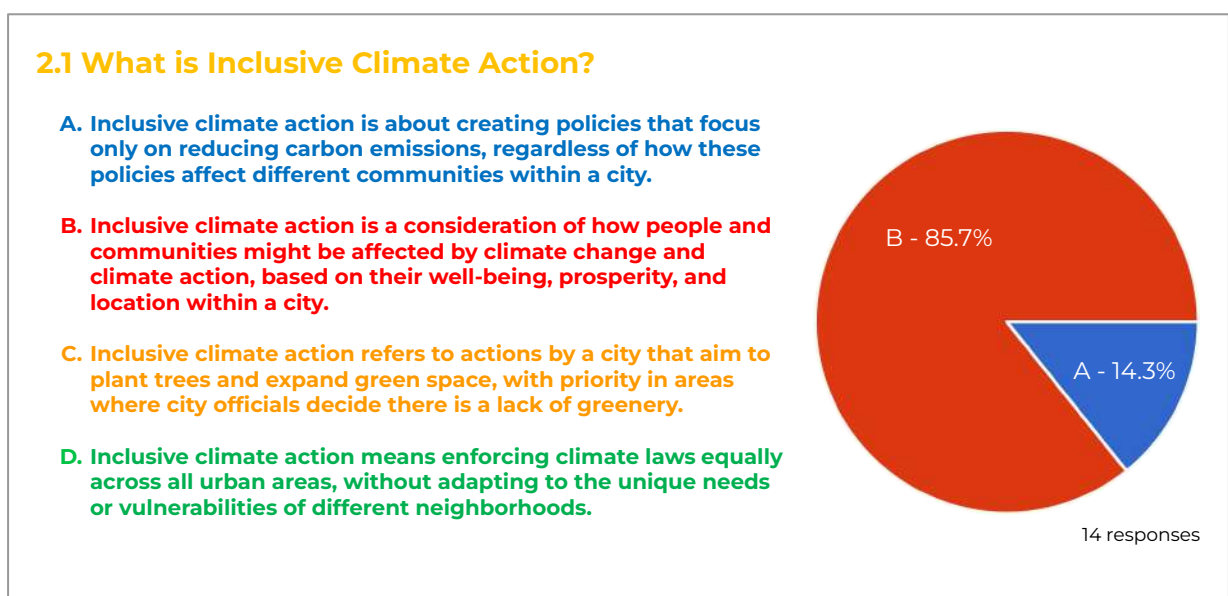 2.1 What is Inclusive Climate Action?
A. Inclusive climate action is about creating policies that focus
only on reducing carbon emissions, regardless of how these
policies affect different communities within a city.
B. Inclusive climate action is a consideration of how people and
communities might be affected by climate change and
climate action, based on their well-being, prosperity, and
location within a city.
C. Inclusive climate action refers to actions by a city that aim to
plant trees and expand green space, with priority in areas
where city officials decide there is a lack of greenery.
D. Inclusive climate action means enforcing climate laws equally
across all urban areas, without adapting to the unique needs
or vulnerabilities of different neighborhoods.
B - 85.7%
A - 14.3%
14 responses